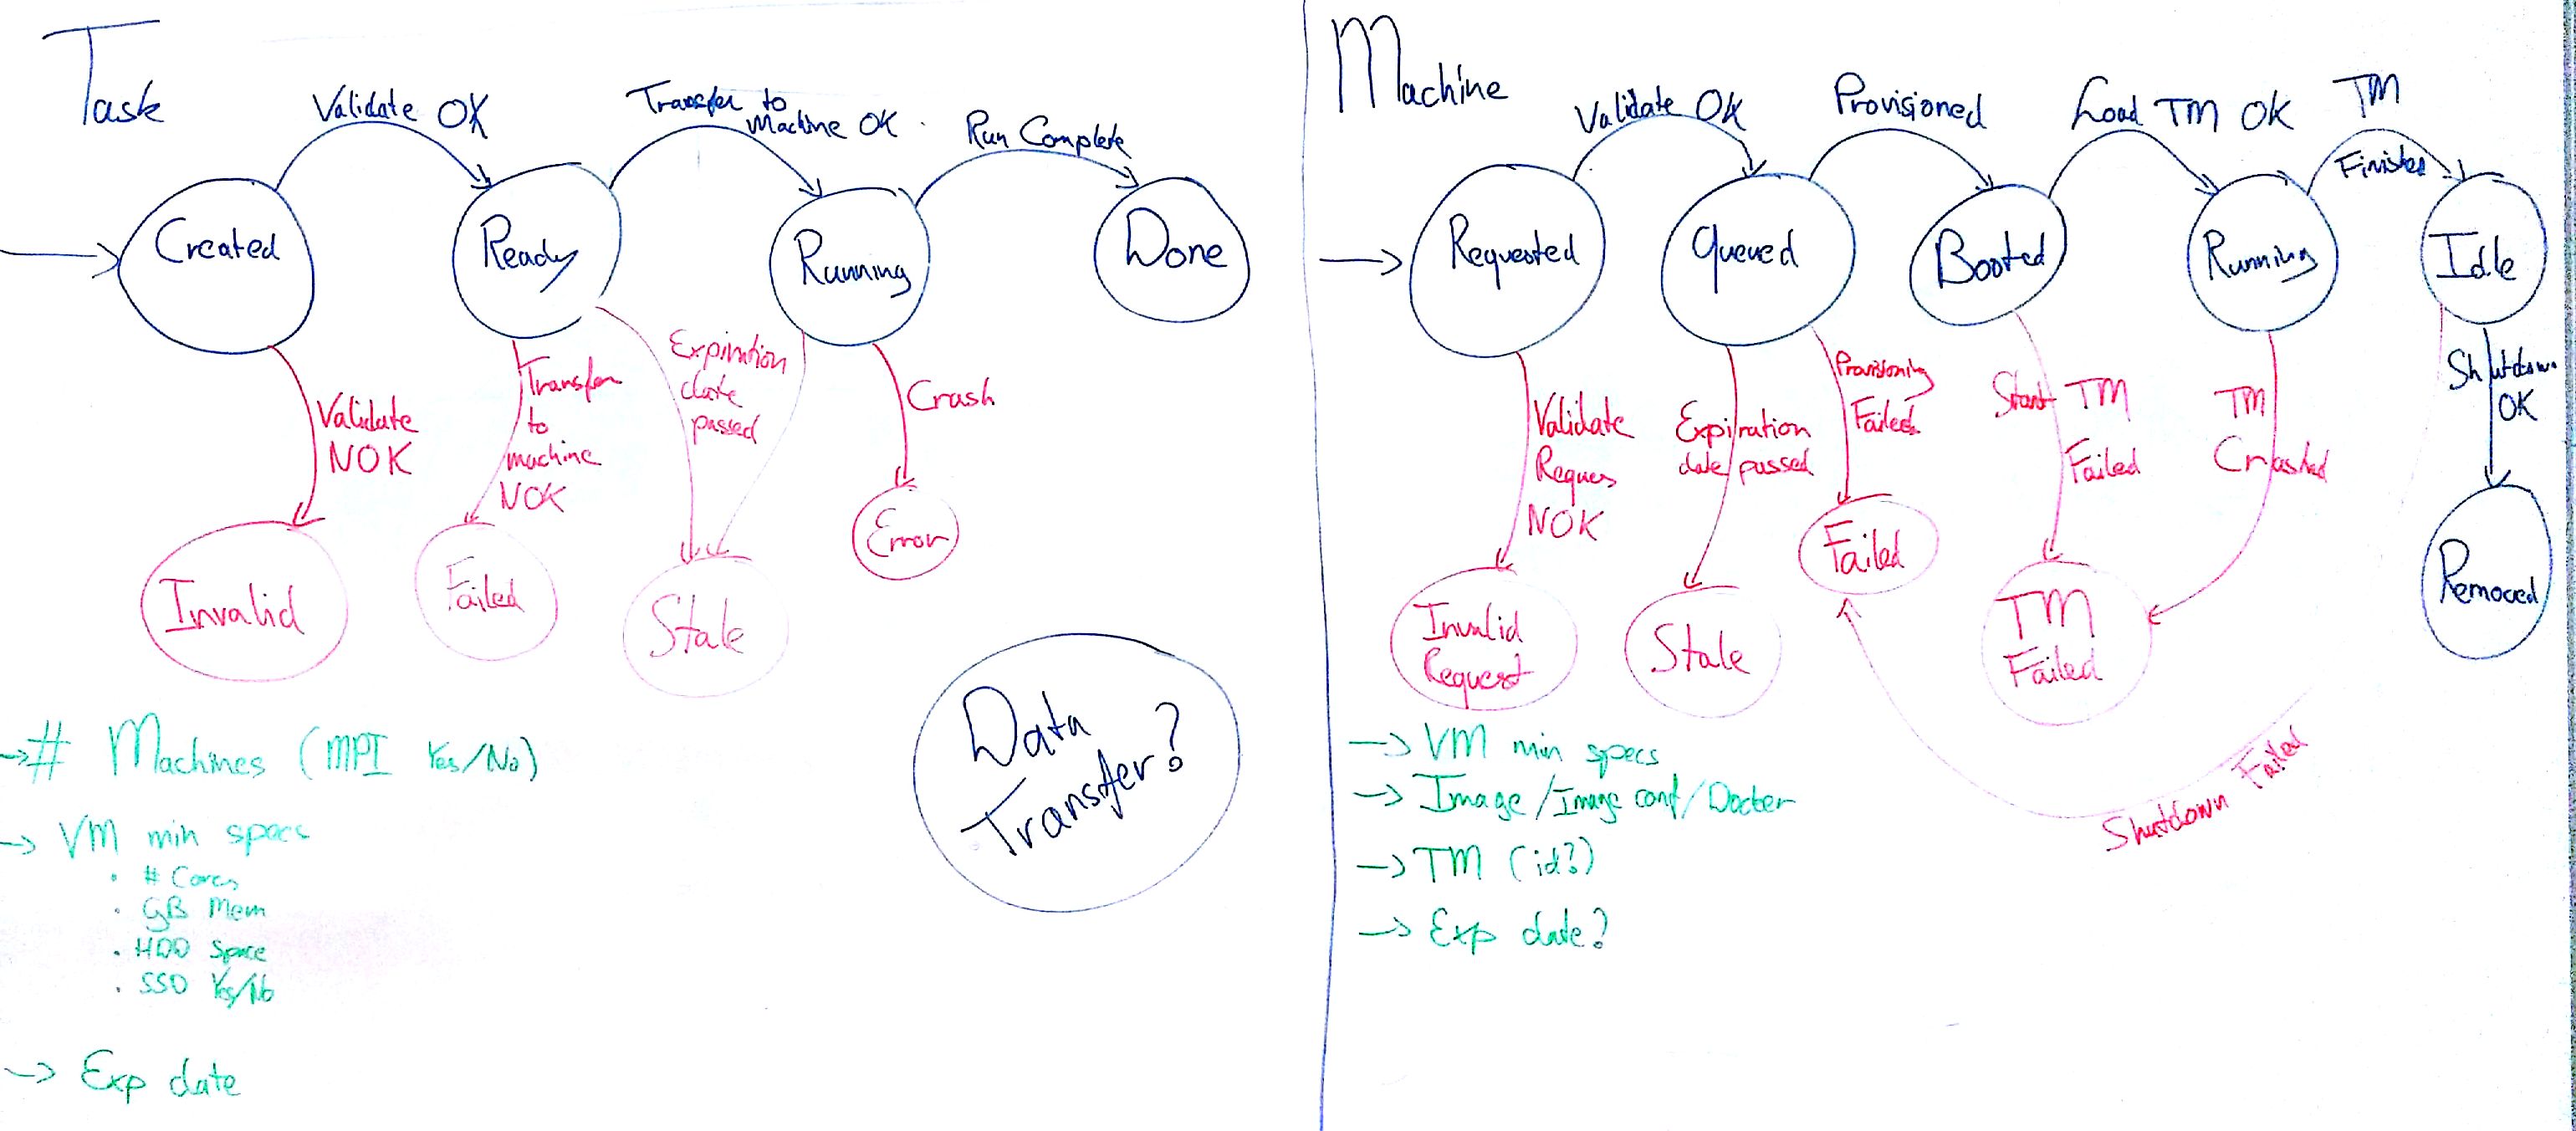 Task
Validate OK
Transfer to
Machine OK
Run Complete
Created
Ready
Running
Done
Validate
NOK
Transfer
to
machine
NOK
Expiration
date
passed
Crash
Invalid
Failed
Stale
Error
Data
Transfer?
→ # Machines (MPI Yes/No)
→ VM min specs
• # Cores
• GB Mem
• HDD Space
• SSD Yes/No
→ Exp date
Machine
Validate OK
Provisioned
Load TM OK
TM
Finishes
Requested
Queued
Booted
Running
Idle
Validate
Reques
NOK
Expiration
date passed
Provisioning
Failed
Start TM
Failed
TM
Crashed
Shutdown
OK
Invalid
Request
Stale
Failed
TM
Failed
Removed
Shutdown Failed
→ VM min specs
→ Image/Image conf/Docker
→ TM (id?)
→ Exp date?